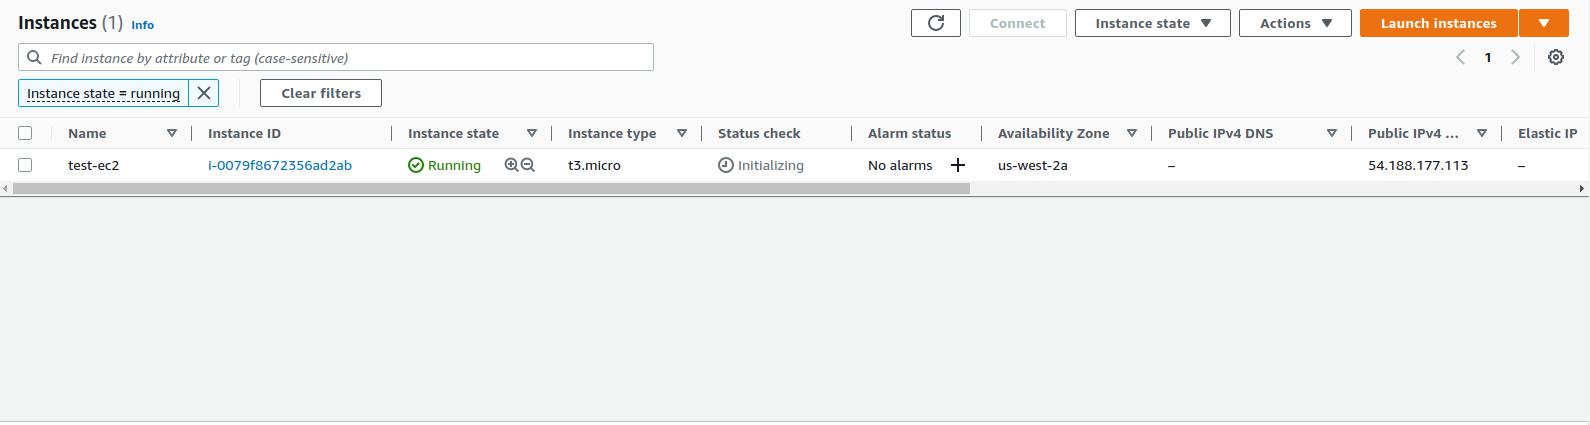 Instances (1) Info
Connect Instance state Actions Launch instances
Find instance by attribute or tag (case-sensitive)
1
Instance state = running
Clear filters
Name Instance ID Instance state Instance type Status check Alarm status Availability Zone Public IPv4 DNS Public IPv4 ... Elastic IP
test-ec2 i-0079f8672356ad2ab Running t3.micro Initializing No alarms + us-west-2a – 54.188.177.113 –